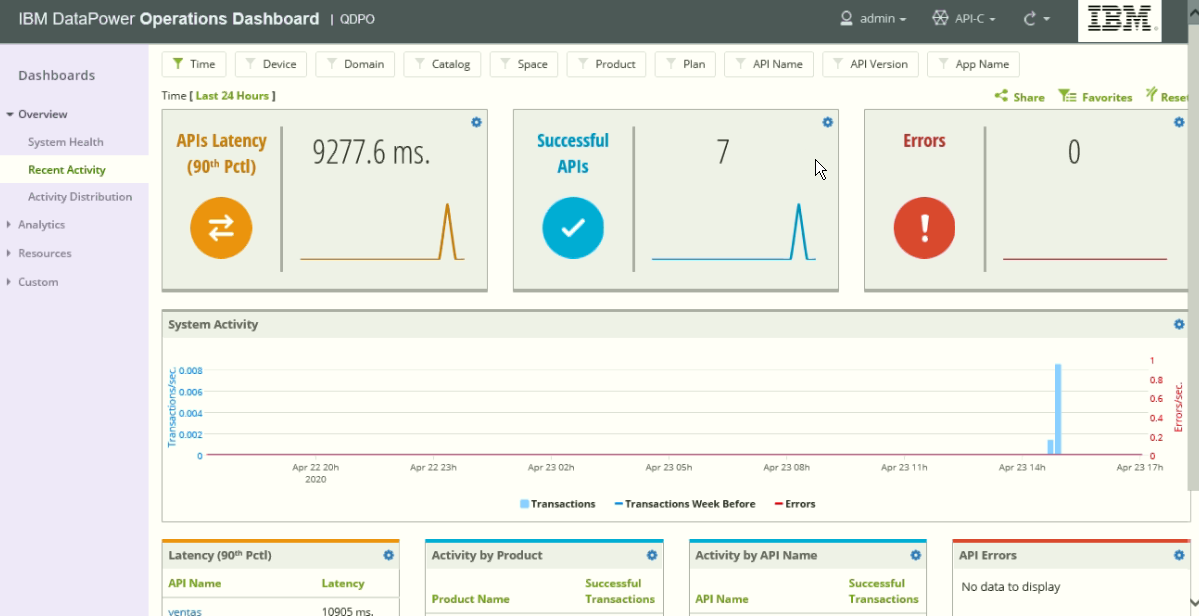 IBM DataPower Operations Dashboard | QDPO
admin
API-C
IBM
Dashboards
Overview
System Health
Recent Activity
Activity Distribution
Analytics
Resources
Custom
Time
Device
Domain
Catalog
Space
Product
Plan
API Name
API Version
App Name
Time [ Last 24 Hours ]
Share
Favorites
Reset
APIs Latency
(90th Pctl)
9277.6 ms.
Successful
APIs
7
Errors
0
System Activity
Transactions/sec.
0.008
0.006
0.004
0.002
0
1
0.8
0.6
0.4
0.2
0
Errors/sec.
Apr 22 20h
2020
Apr 22 23h
Apr 23 02h
Apr 23 05h
Apr 23 08h
Apr 23 11h
Apr 23 14h
Apr 23 17h
Transactions
Transactions Week Before
Errors
Latency (90th Pctl)
API Name
Latency
ventas
10905 ms.
Activity by Product
Product Name
Successful
Transactions
Activity by API Name
API Name
Successful
Transactions
API Errors
No data to display